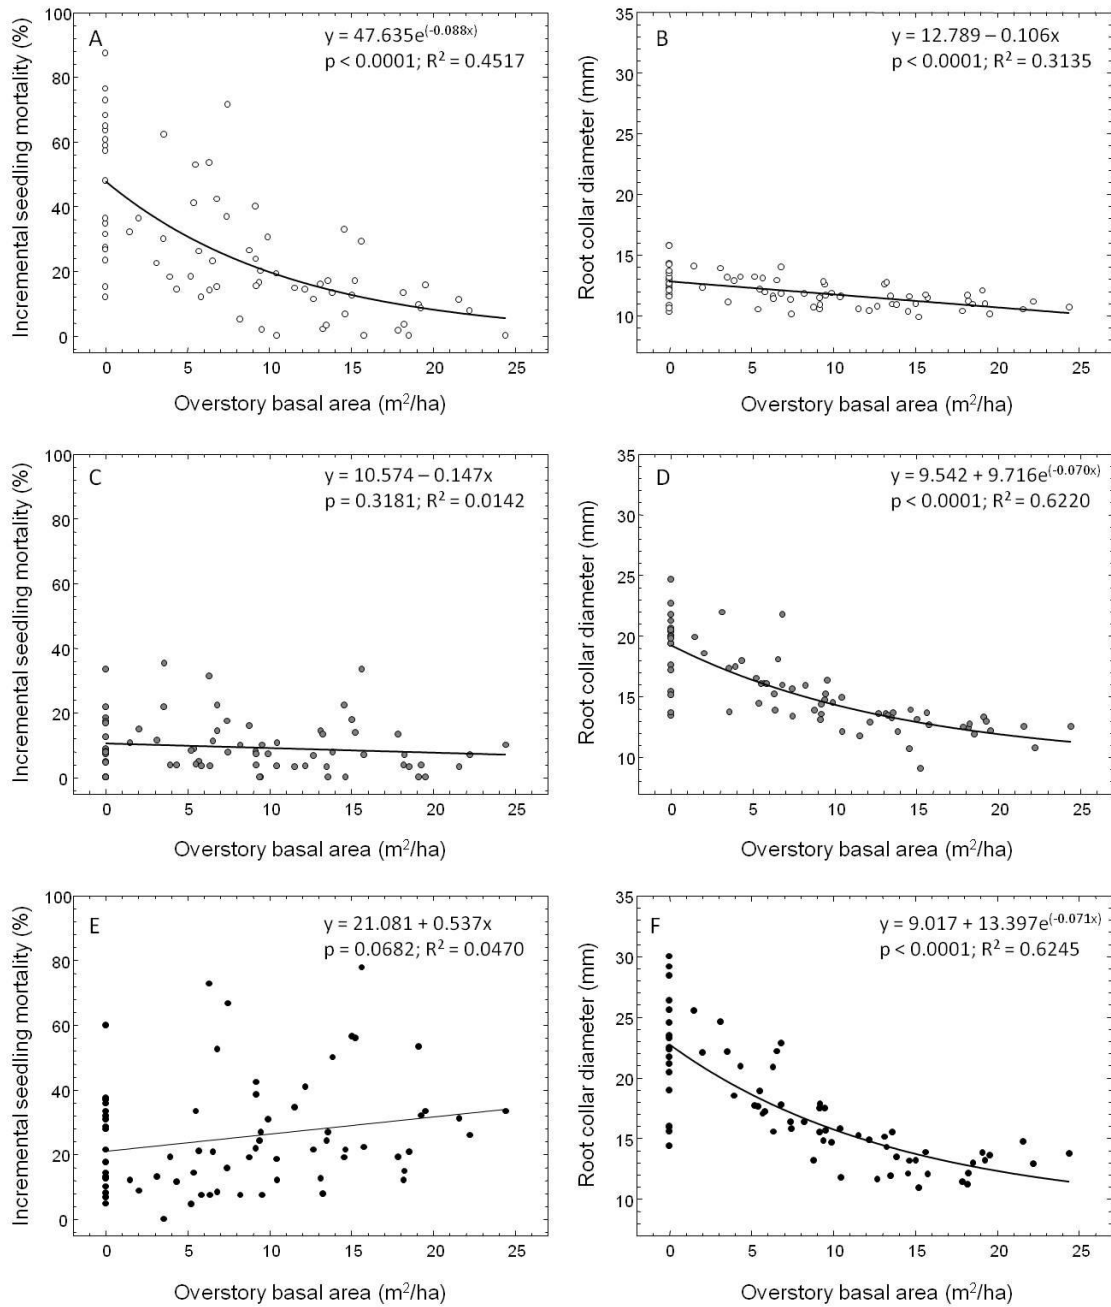 A
y = 47.635e(-0.088x)
p < 0.0001; R² = 0.4517
Incremental seedling mortality (%)
100
80
60
40
20
0
0 5 10 15 20 25
Overstory basal area (m²/ha)
B
y = 12.789 – 0.106x
p < 0.0001; R² = 0.3135
Root collar diameter (mm)
35
30
25
20
15
10
0 5 10 15 20 25
Overstory basal area (m²/ha)
C
y = 10.574 – 0.147x
p = 0.3181; R² = 0.0142
Incremental seedling mortality (%)
100
80
60
40
20
0
0 5 10 15 20 25
Overstory basal area (m²/ha)
D
y = 9.542 + 9.716e(-0.070x)
p < 0.0001; R² = 0.6220
Root collar diameter (mm)
35
30
25
20
15
10
0 5 10 15 20 25
Overstory basal area (m²/ha)
E
y = 21.081 + 0.537x
p = 0.0682; R² = 0.0470
Incremental seedling mortality (%)
100
80
60
40
20
0
0 5 10 15 20 25
Overstory basal area (m²/ha)
F
y = 9.017 + 13.397e(-0.071x)
p < 0.0001; R² = 0.6245
Root collar diameter (mm)
35
30
25
20
15
10
0 5 10 15 20 25
Overstory basal area (m²/ha)